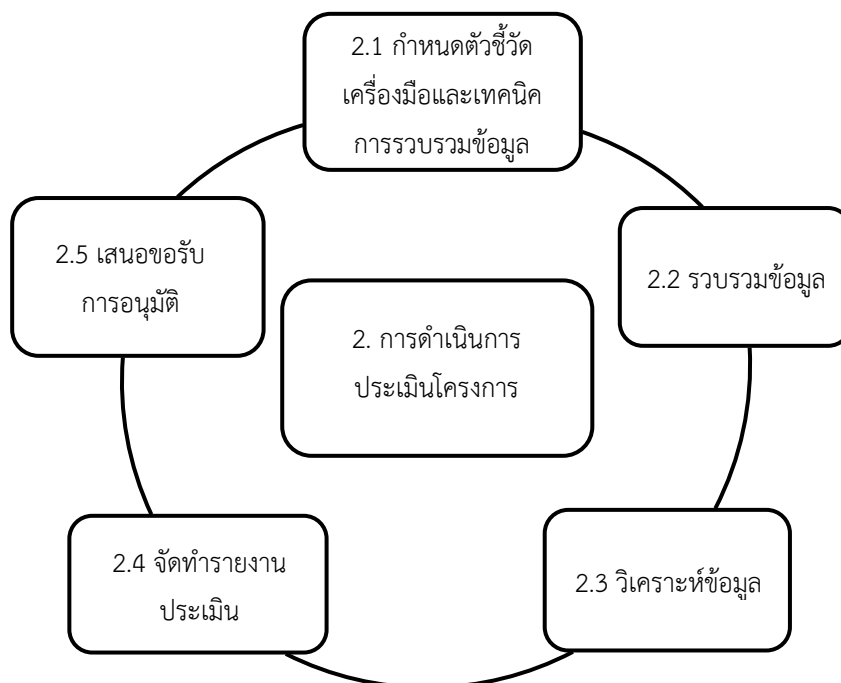 2.1 กำหนดตัวชี้วัด
เครื่องมือและเทคนิค
การรวบรวมข้อมูล
2.2 รวบรวมข้อมูล
2.3 วิเคราะห์ข้อมูล
2.4 จัดทำรายงาน
ประเมิน
2.5 เสนอขอรับ
การอนุมัติ
2. การดำเนินการ
ประเมินโครงการ